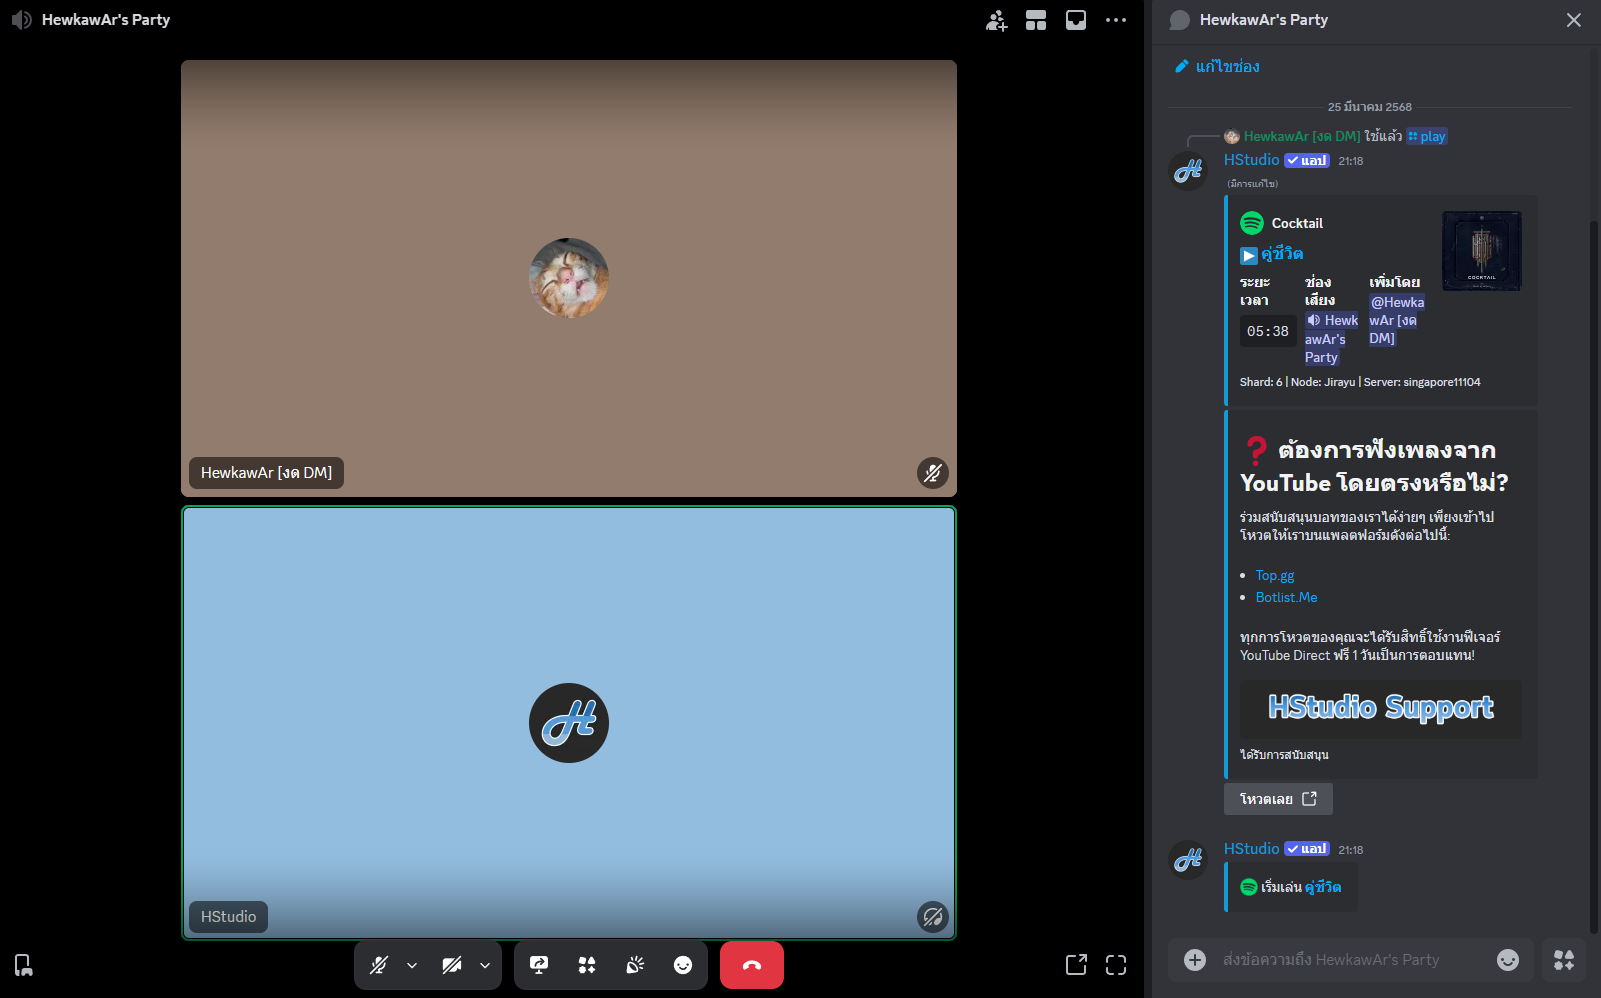 HewkawAr's Party
HewkawAr [งด DM]
HStudio
HewkawAr's Party
แก้ไขช่อง
25 มีนาคม 2568
HewkawAr [งด DM] ใช้แล้ว play
HStudio แอป 21:18
(มีการแก้ไข)
Cocktail
คู่ชีวิต
ระยะ
เวลา
05:38
ช่อง
เสียง
Hewk
awAr's
Party
เพิ่มโดย
@Hewka
wAr [งด
DM]
COCKTAIL
Shard: 6 | Node: Jirayu | Server: singapore11104
❓ ต้องการฟังเพลงจาก
YouTube โดยตรงหรือไม่?
ร่วมสนับสนุนบอทของเราได้ง่ายๆ เพียงเข้าไป
โหวตให้เราบนแพลตฟอร์มดังต่อไปนี้:
• Top.gg
• Botlist.Me
ทุกการโหวตของคุณจะได้รับสิทธิ์ใช้งานฟีเจอร์
YouTube Direct ฟรี 1 วันเป็นการตอบแทน!
HStudio Support
ได้รับการสนับสนุน
โหวตเลย
HStudio แอป 21:18
เริ่มเล่น คู่ชีวิต
ส่งข้อความถึง HewkawAr's Party